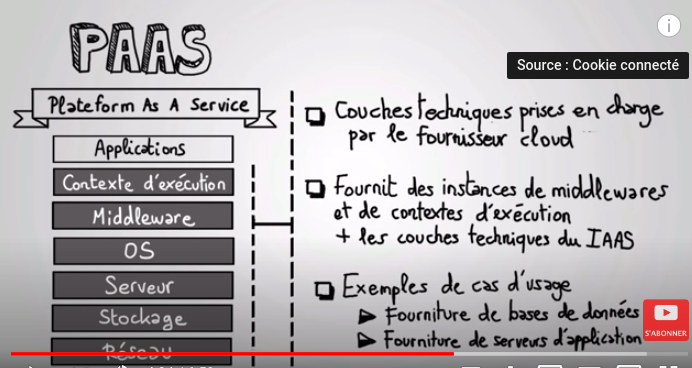 PAAS
Source : Cookie connecté
Plateform As A Service
Applications
Contexte d'exécution
Middleware
OS
Serveur
Stockage
Réseau
Couches techniques prises en charge
par le fournisseur cloud
Fournit des instances de middlewares
et de contextes d'exécution
+ les couches techniques du IAAS
Exemples de cas d'usage
Fourniture de bases de données
Fourniture de serveurs d'application
S'ABONNER